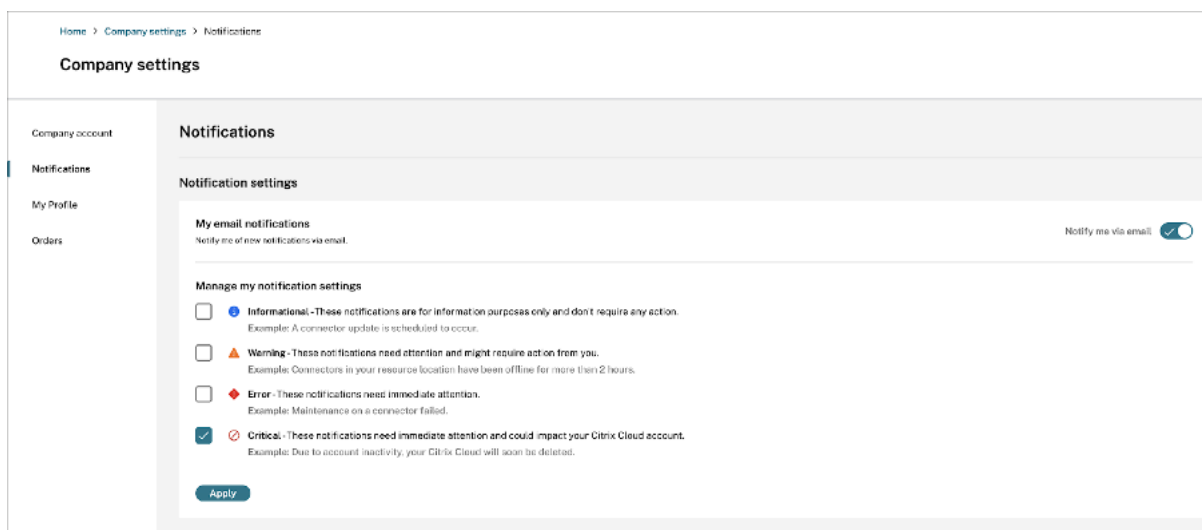 Home > Company settings > Notifications
Company settings
Company account
Notifications
My Profile
Orders
Notifications
Notification settings
My email notifications
Notify me of new notifications via email.
Notify me via email
Manage my notification settings
Informational - These notifications are for information purposes only and don't require any action.
Example: A connector update is scheduled to occur.
Warning - These notifications need attention and might require action from you.
Example: Connectors in your resource location have been offline for more than 2 hours.
Error - These notifications need immediate attention.
Example: Maintenance on a connector failed.
Critical - These notifications need immediate attention and could impact your Citrix Cloud account.
Example: Due to account inactivity, your Citrix Cloud will soon be deleted.
Apply